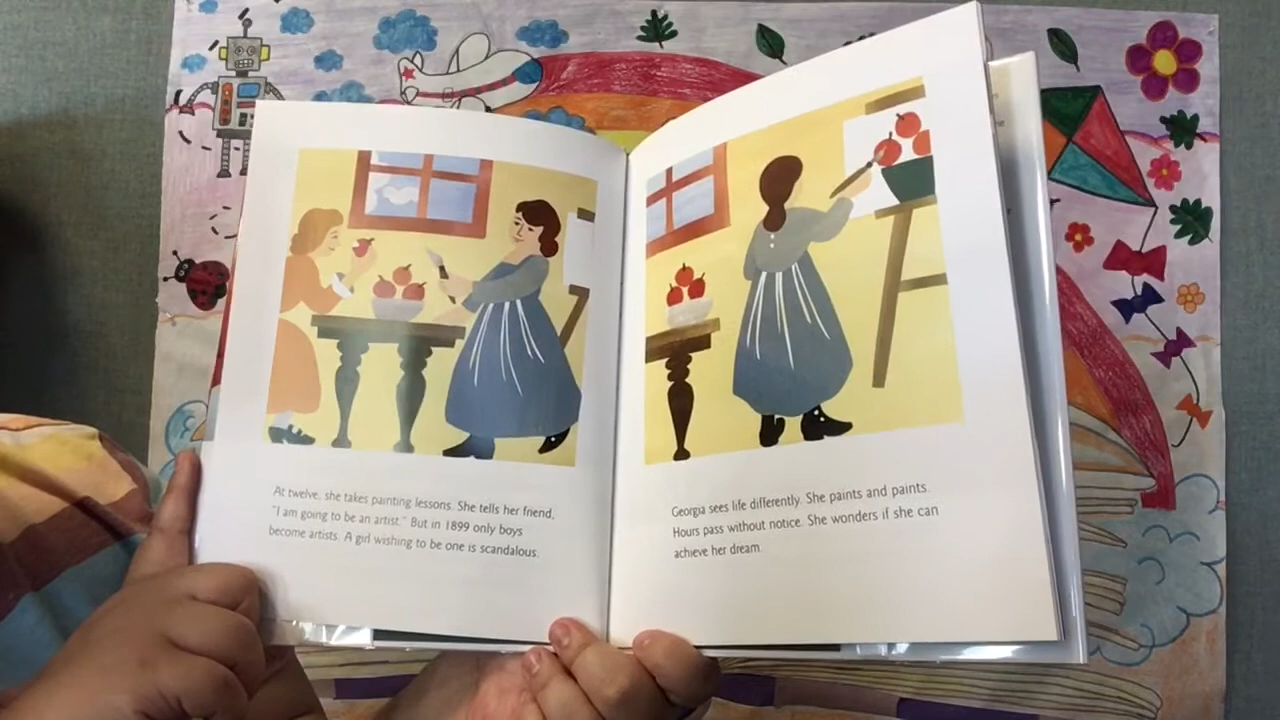 At twelve, she takes painting lessons. She tells her friend,
"I am going to be an artist." But in 1899 only boys
become artists. A girl wishing to be one is scandalous.
Georgia sees life differently. She paints and paints.
Hours pass without notice. She wonders if she can
achieve her dream.